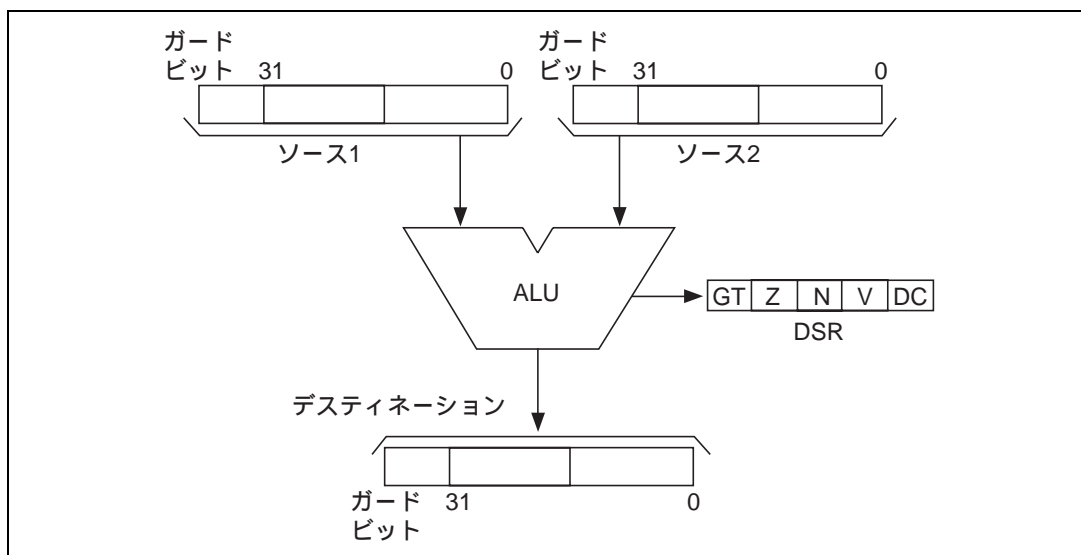 ガード
ビット 31 0
ソース1
ガード
ビット 31 0
ソース2
ALU
GT Z N V DC
DSR
デスティネーション
ガード 31 0
ビット